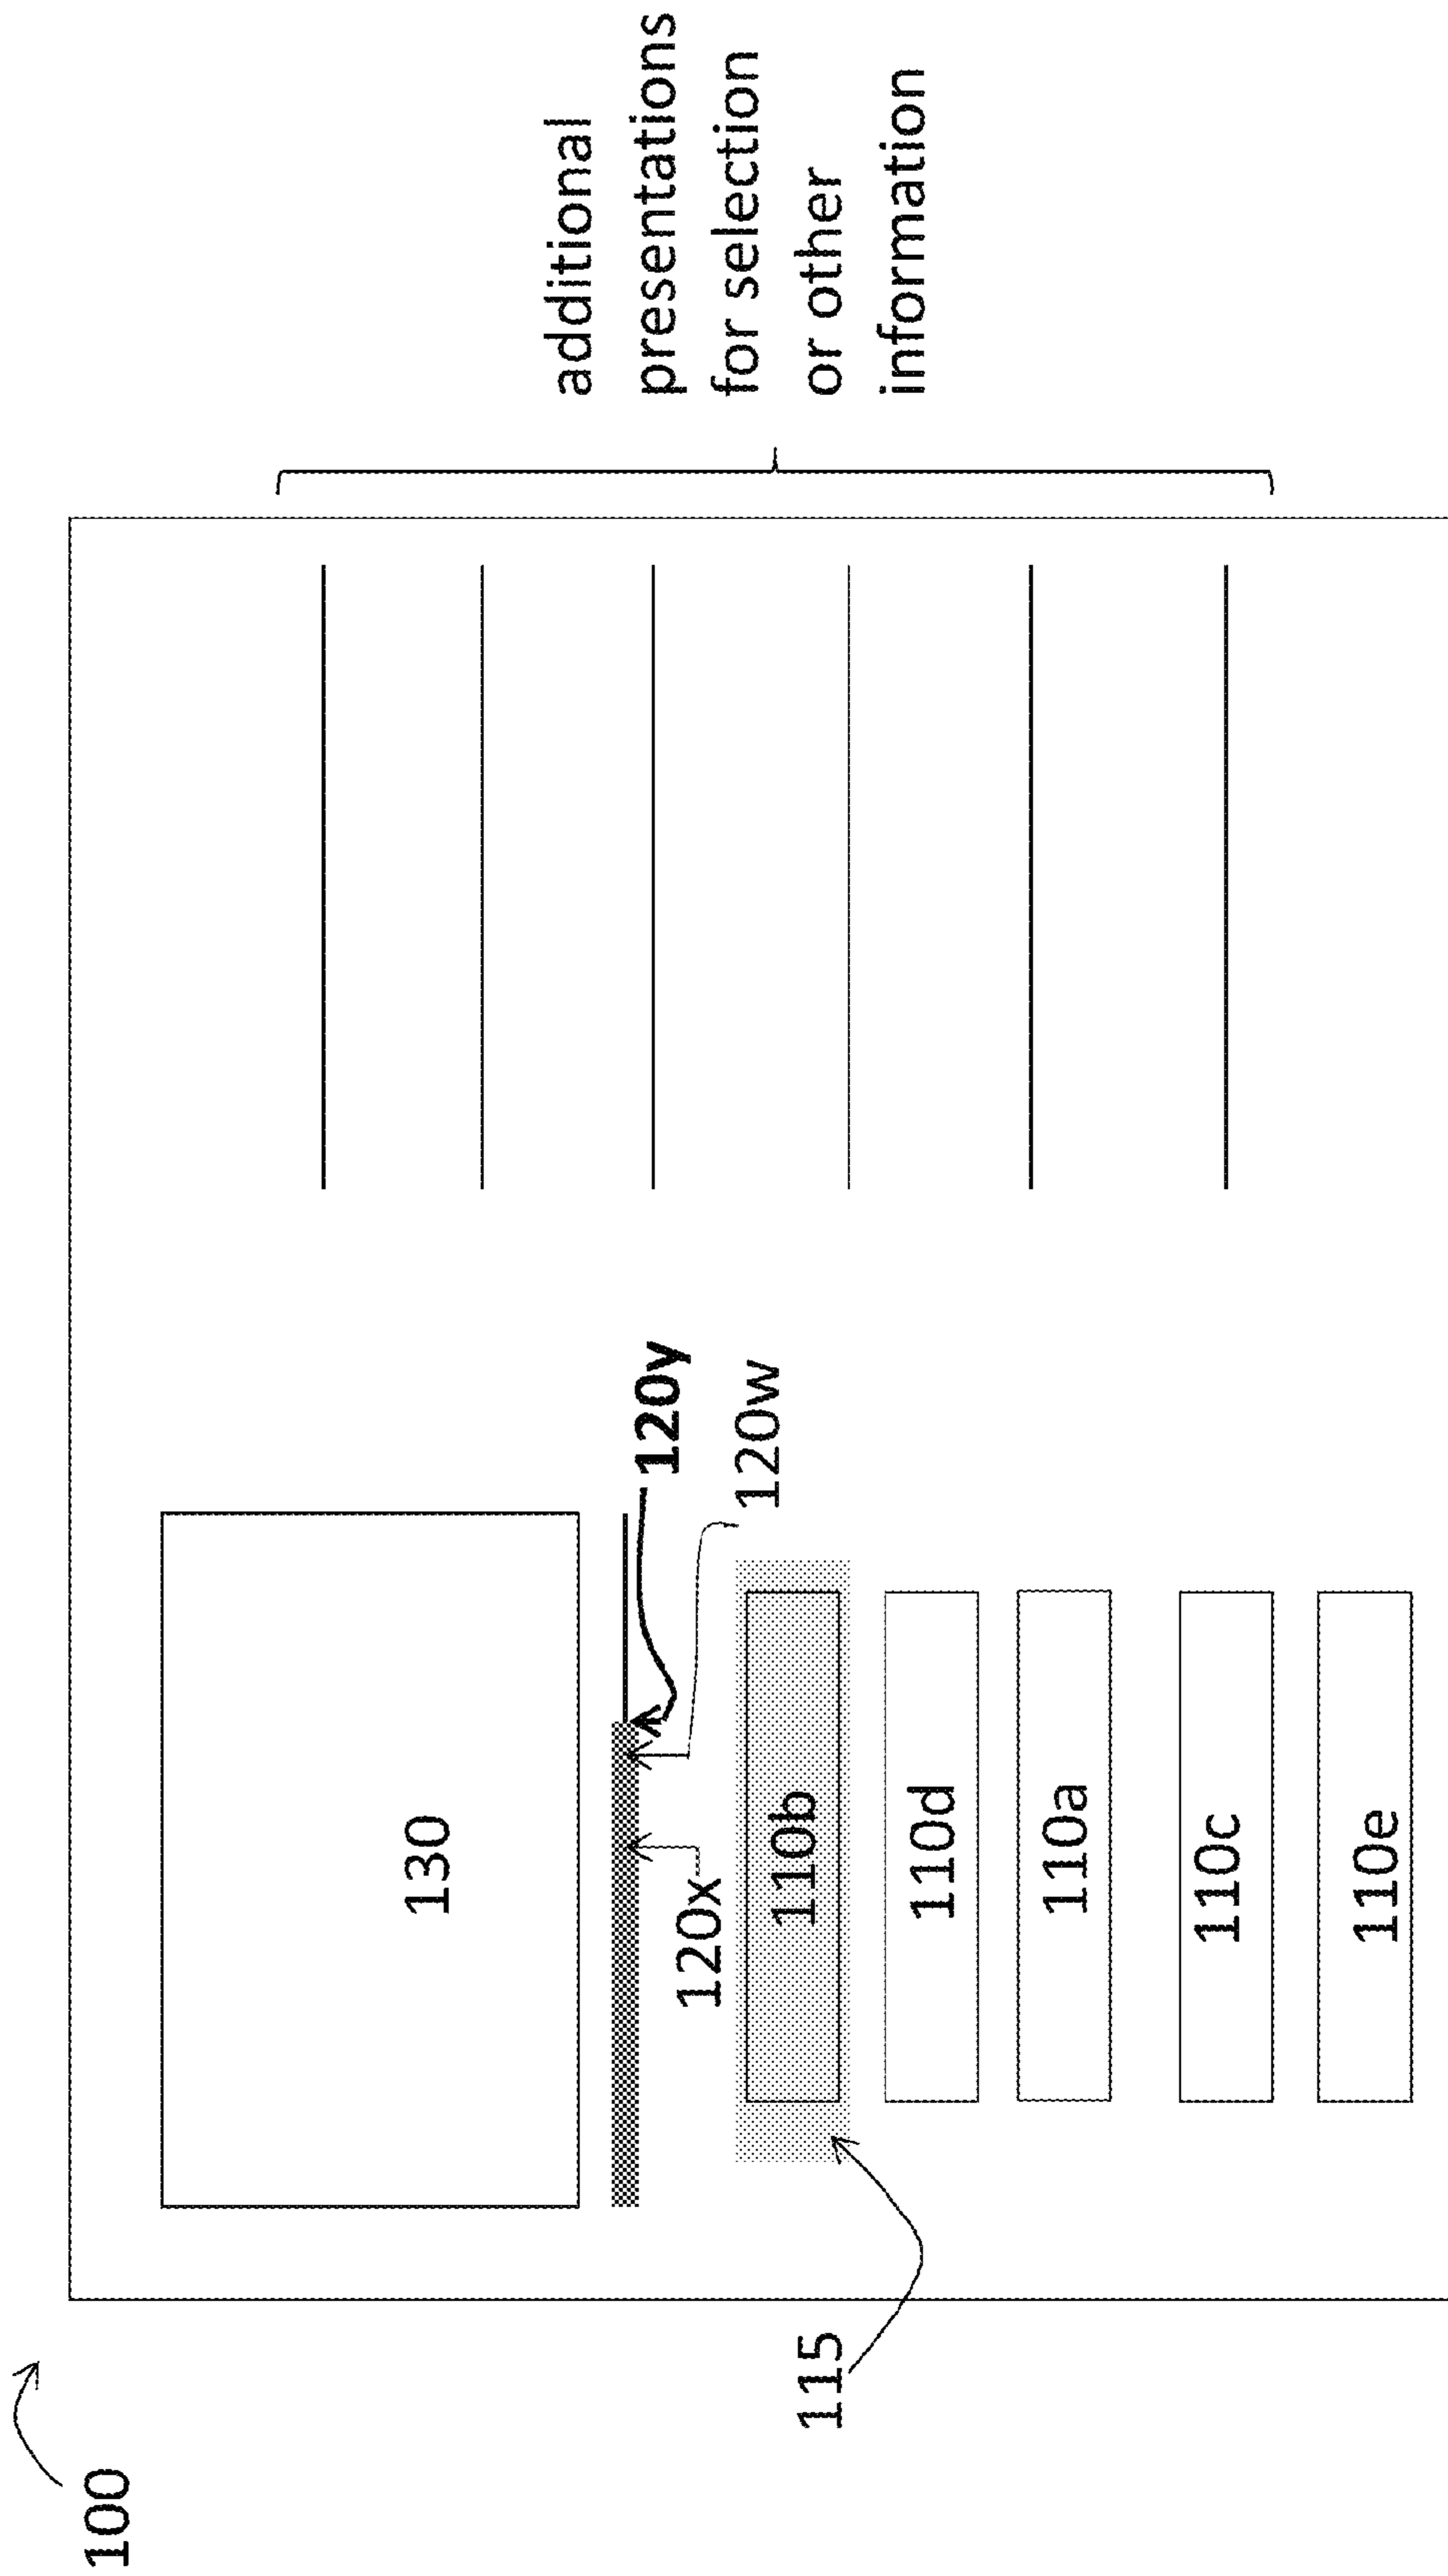 100
130
120y
120w
120x
110b
115
110d
110a
110c
110e
additional
presentations
for selection
or other
information